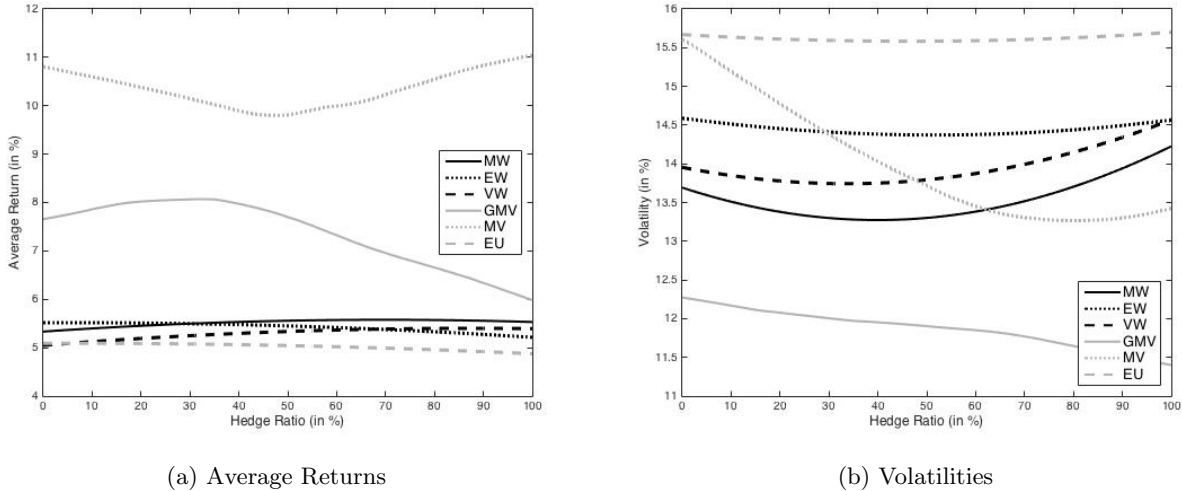 12
11
10
9
8
7
6
5
4
Average Return (in %)
0 10 20 30 40 50 60 70 80 90 100
Hedge Ratio (in %)
MW
EW
VW
GMV
MV
EU
(a) Average Returns
16
15.5
15
14.5
14
13.5
13
12.5
12
11.5
11
Volatility (in %)
0 10 20 30 40 50 60 70 80 90 100
Hedge Ratio (in %)
MW
EW
VW
GMV
MV
EU
(b) Volatilities